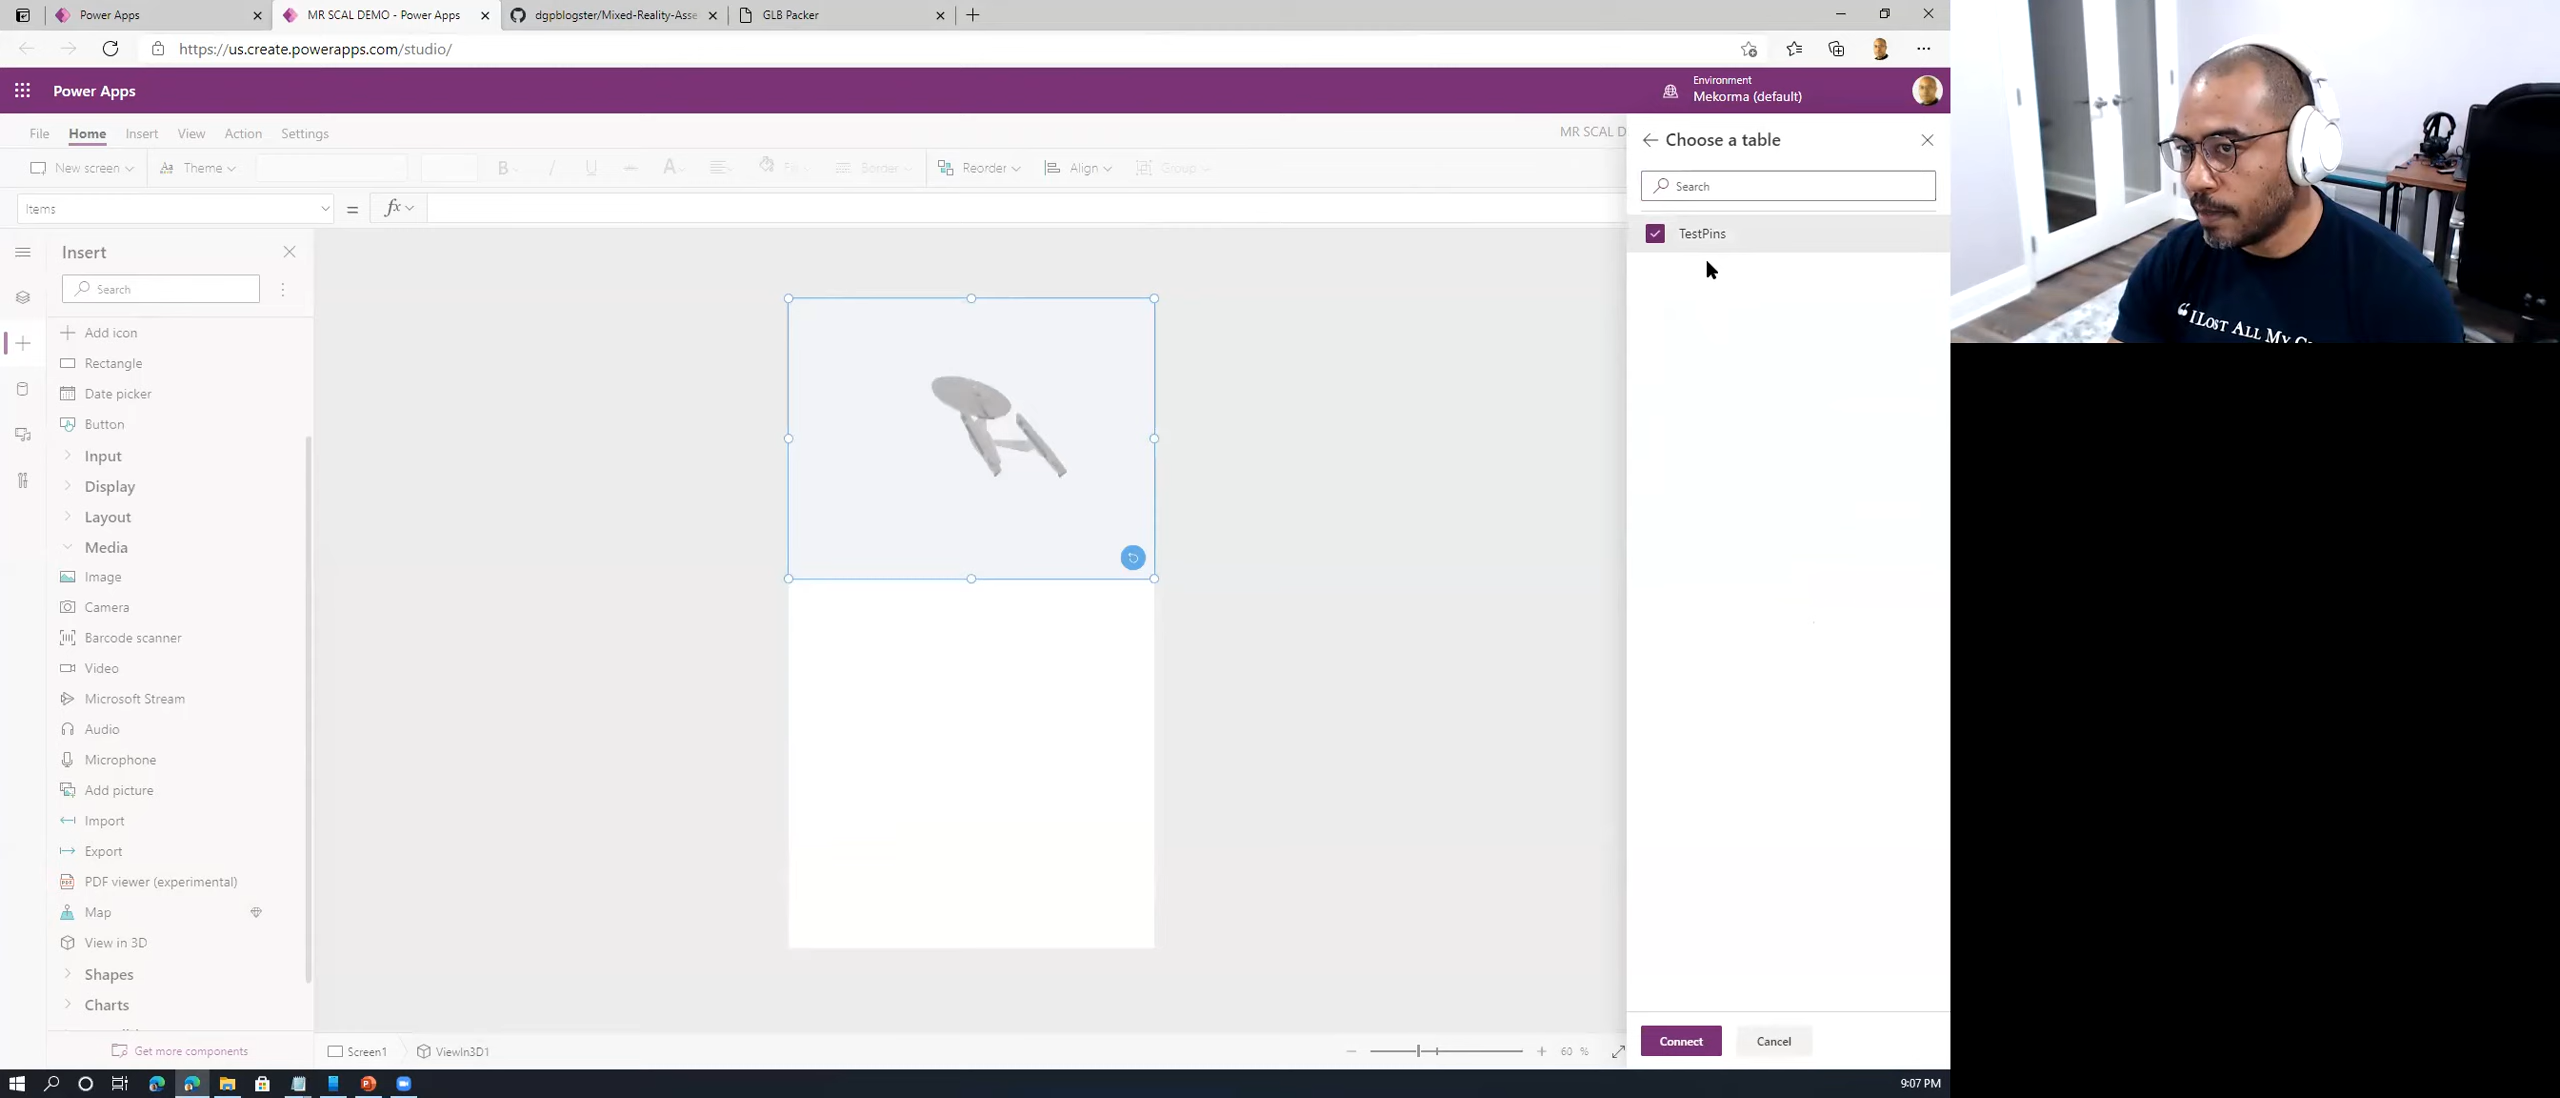 Power Apps
MR SCAL DEMO - Power Apps
dgpblogster/Mixed-Reality-Asse
GLB Packer
https://us.create.powerapps.com/studio/
Power Apps
Environment
Mekorma (default)
File
Home
Insert
View
Action
Settings
MR SCAL D
New screen
Theme
B
I
U
A
Fill
Border
Reorder
Align
Group
Items
=
fx
Insert
Search
Add icon
Rectangle
Date picker
Button
Input
Display
Layout
Media
Image
Camera
Barcode scanner
Video
Microsoft Stream
Audio
Microphone
Add picture
Import
Export
PDF viewer (experimental)
Map
View in 3D
Shapes
Charts
Get more components
Screen1
ViewIn3D1
60 %
Choose a table
Search
TestPins
Connect
Cancel
9:07 PM
“I LOST ALL MY